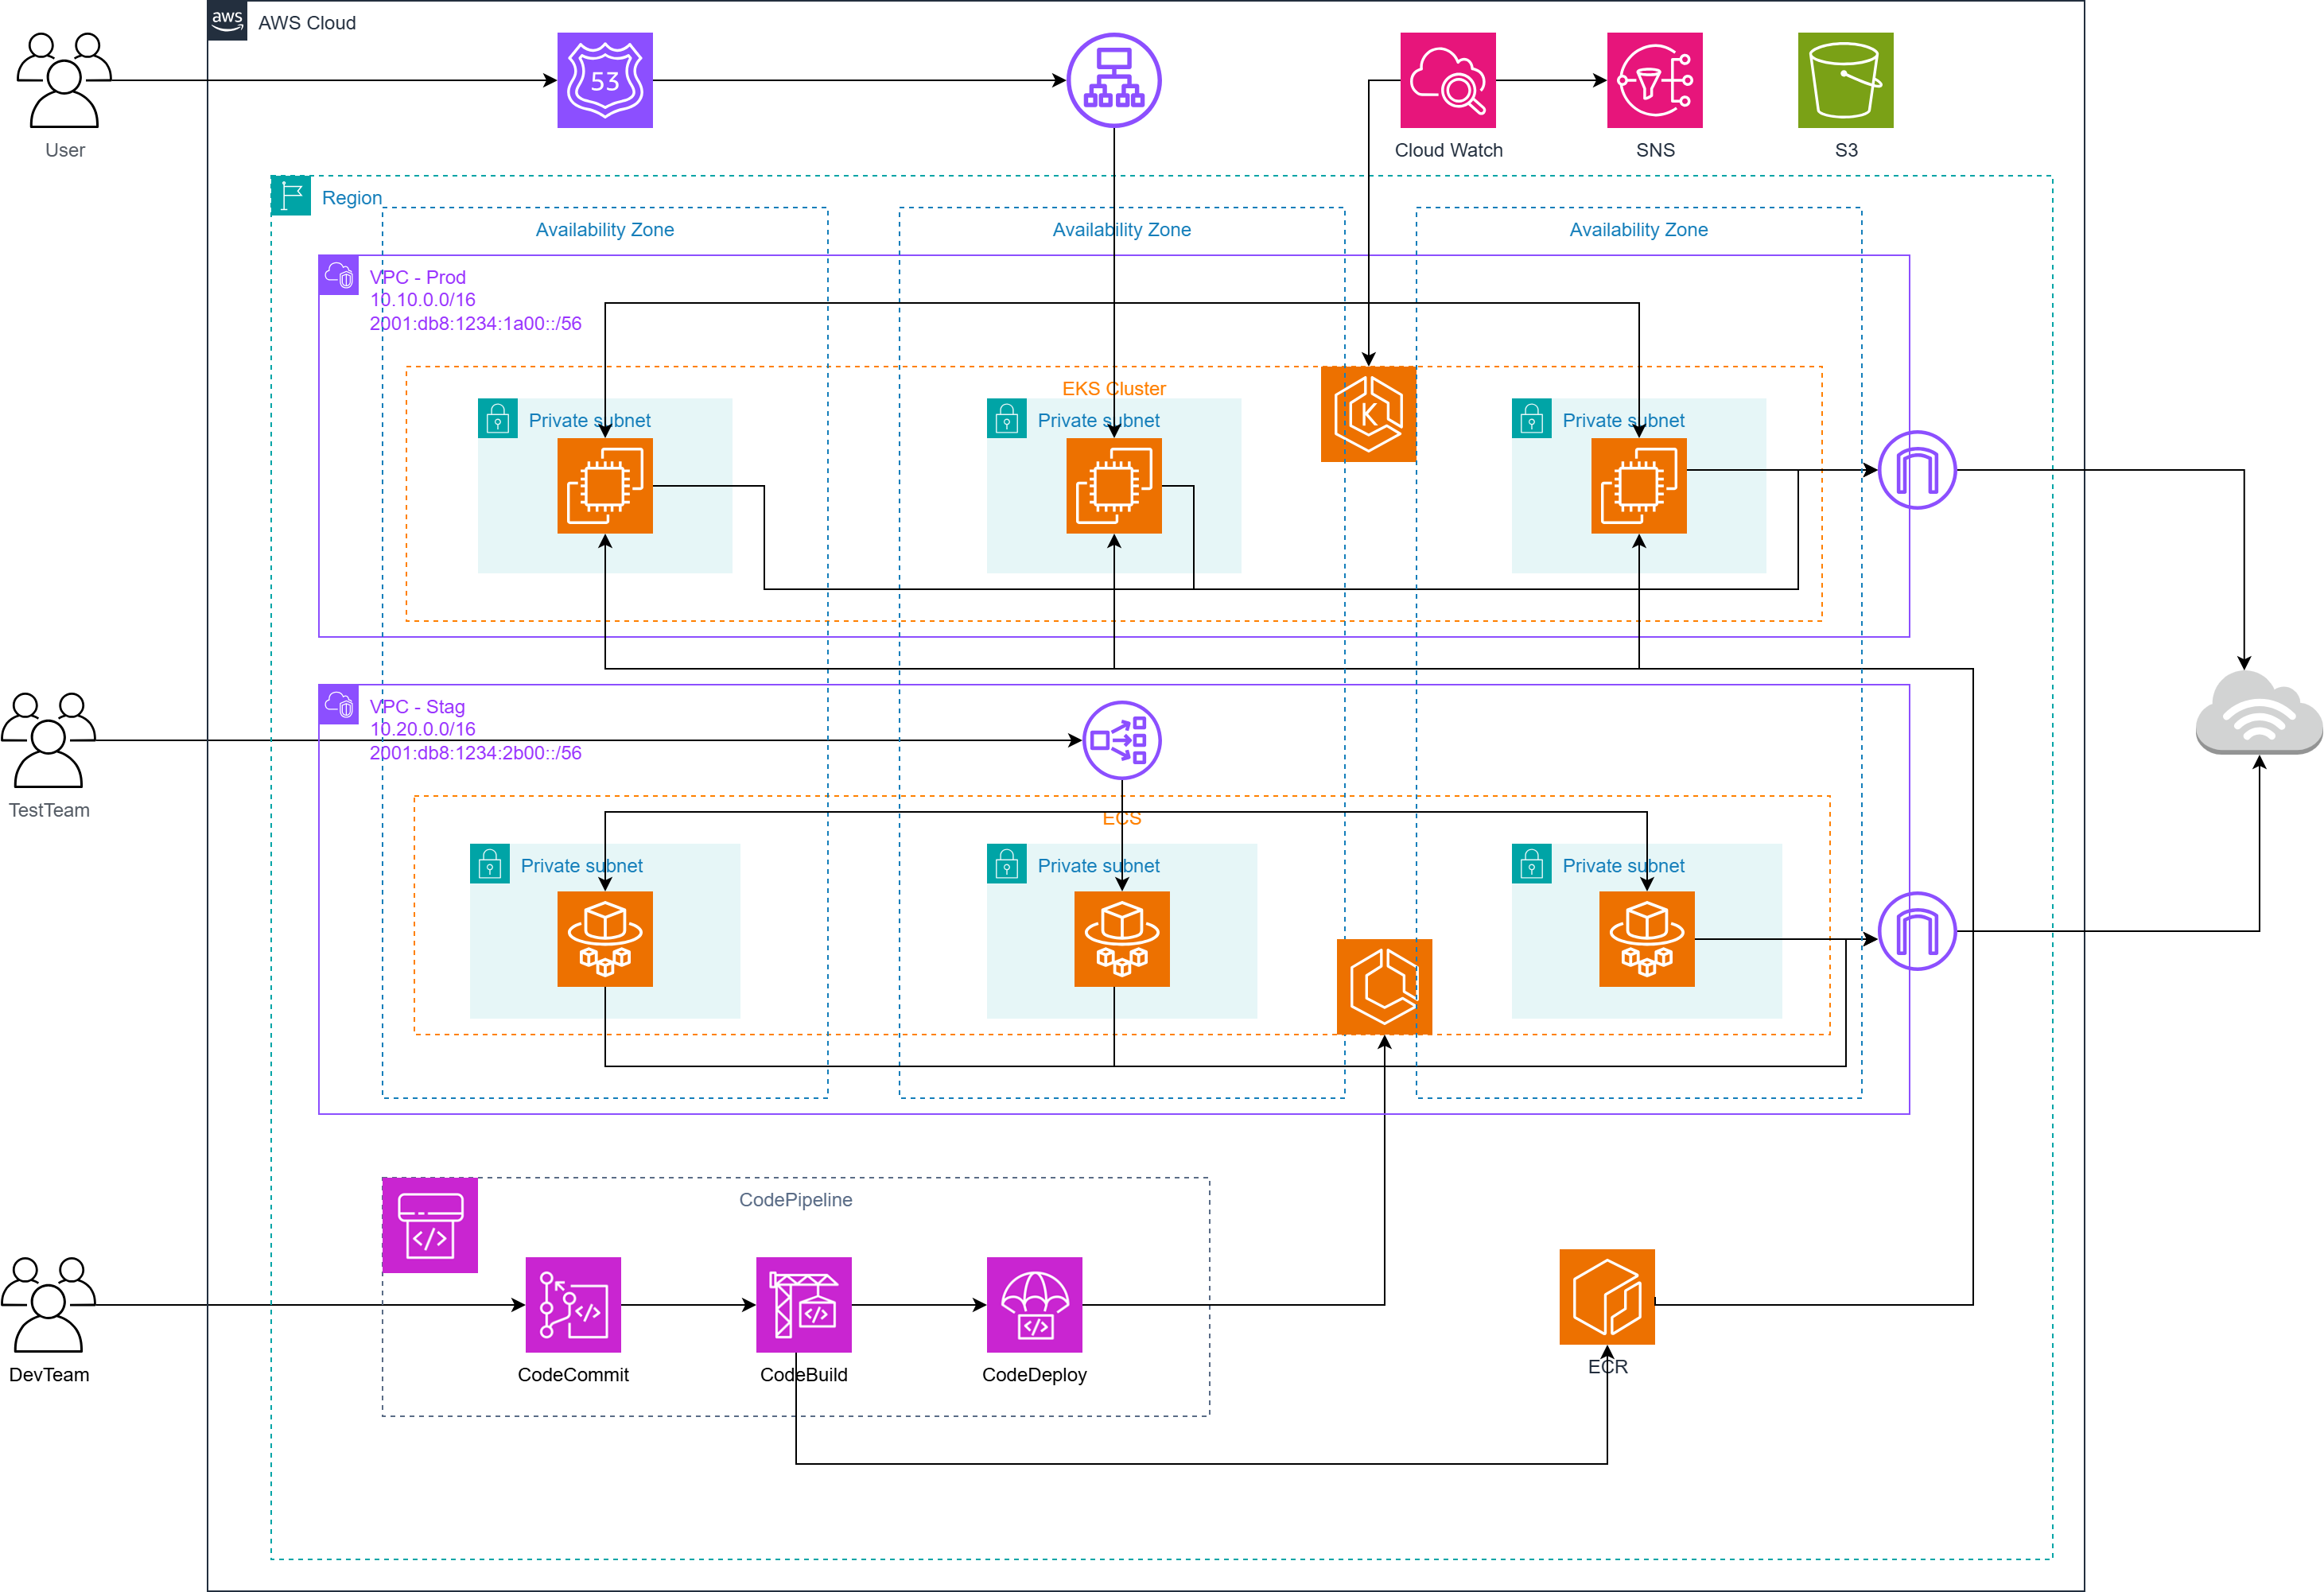 aws
AWS Cloud
53
User
Cloud Watch
SNS
S3
Region
Availability Zone
Availability Zone
Availability Zone
VPC - Prod
10.10.0.0/16
2001:db8:1234:1a00::/56
EKS Cluster
K
Private subnet
Private subnet
Private subnet
VPC - Stag
10.20.0.0/16
2001:db8:1234:2b00::/56
TestTeam
ECS
Private subnet
Private subnet
Private subnet
CodePipeline
</>
</>
</>
</>
DevTeam
CodeCommit
CodeBuild
CodeDeploy
ECR